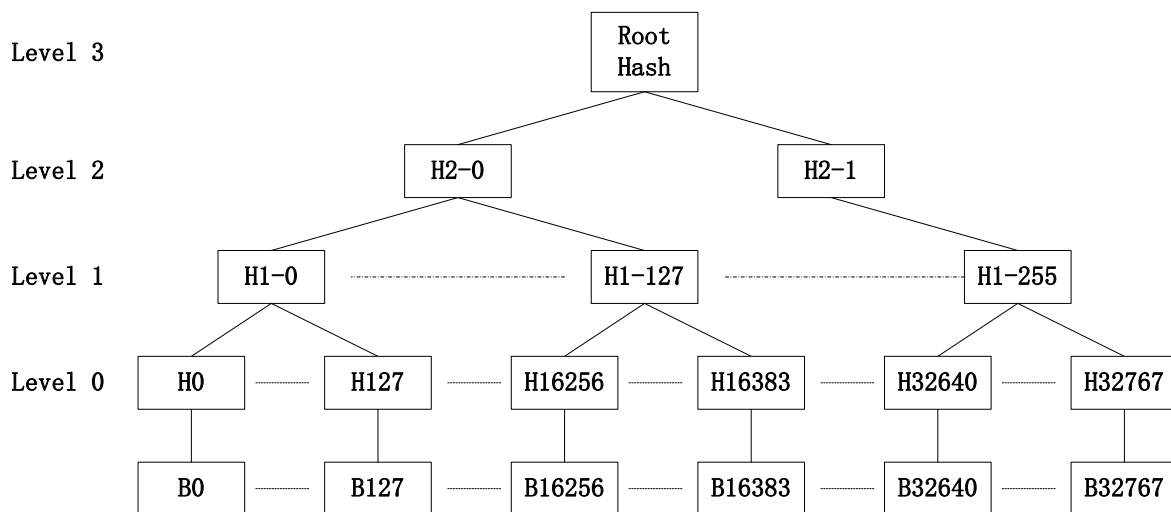 Level 3
Root
Hash
Level 2
H2-0
H2-1
Level 1
H1-0
H1-127
H1-255
Level 0
H0
H127
H16256
H16383
H32640
H32767
B0
B127
B16256
B16383
B32640
B32767